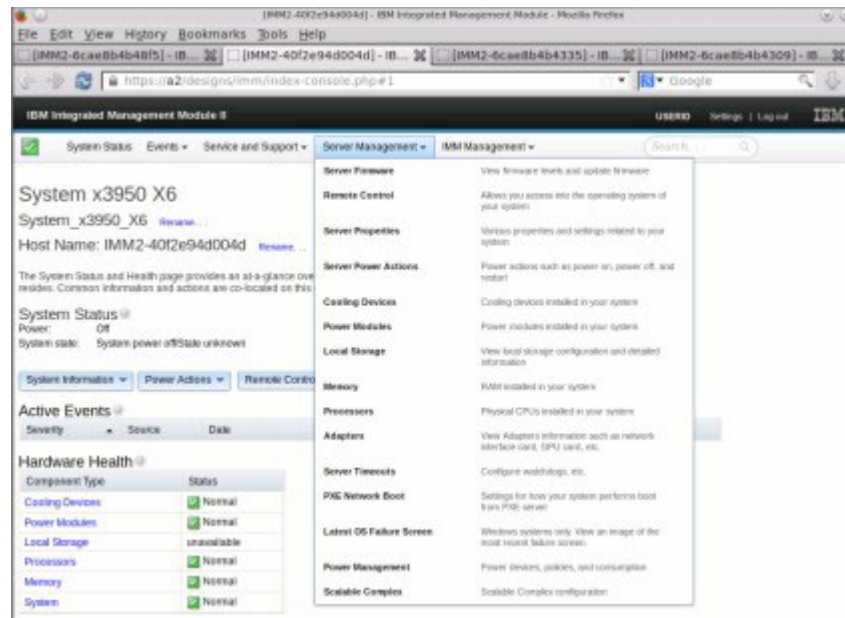 [IMM2-40f2e94d004d] - IBM Integrated Management Module - Mozilla Firefox
File Edit View History Bookmarks Tools Help
[IMM2-6cae8b4b48f5] - IB... [IMM2-40f2e94d004d] - IB... [IMM2-6cae8b4b4335] - IB... [IMM2-6cae8b4b4309] - IB...
https://a2/designs/imm/index-console.php#1 Google
IBM Integrated Management Module II USERID Settings | Log out IBM
System Status Events Service and Support Server Management IMM Management Search...
Server Firmware View firmware levels and update firmware
Remote Control Allows you access into the operating system of
your system
Server Properties Various properties and settings related to your
system
Server Power Actions Power actions such as power on, power off, and
restart
Cooling Devices Cooling devices installed in your system
Power Modules Power modules installed in your system
Local Storage View local storage configuration and detailed
information
Memory RAM installed in your system
Processors Physical CPUs installed in your system
Adapters View Adapters information such as network
interface card, GPU card, etc.
Server Timeouts Configure watchdogs, etc.
PXE Network Boot Settings for how your system performs boot
from PXE server
Latest OS Failure Screen Windows systems only. View an image of the
most recent failure screen.
Power Management Power devices, policies, and consumption
Scalable Complex Scalable Complex configuration
System x3950 X6
System_x3950_X6 Rename...
Host Name: IMM2-40f2e94d004d Rename...
The System Status and Health page provides an at-a-glance ove
resides. Common information and actions are co-located on this
System Status
Power: Off
System state: System power off/State unknown
System Information Power Actions Remote Contro
Active Events
Severity Source Date
Hardware Health
Component Type Status
Cooling Devices Normal
Power Modules Normal
Local Storage unavailable
Processors Normal
Memory Normal
System Normal